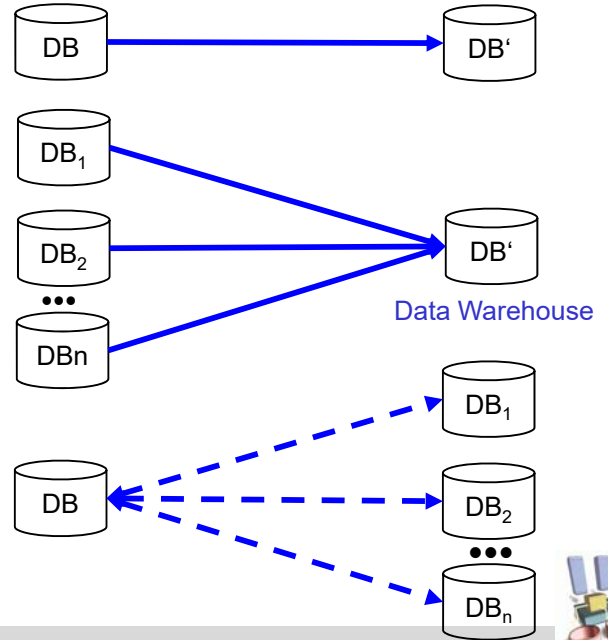 DB
DB‘
DB₁
DB₂
•••
DBn
DB‘
Data Warehouse
DB
DB₁
DB₂
•••
DBₙ